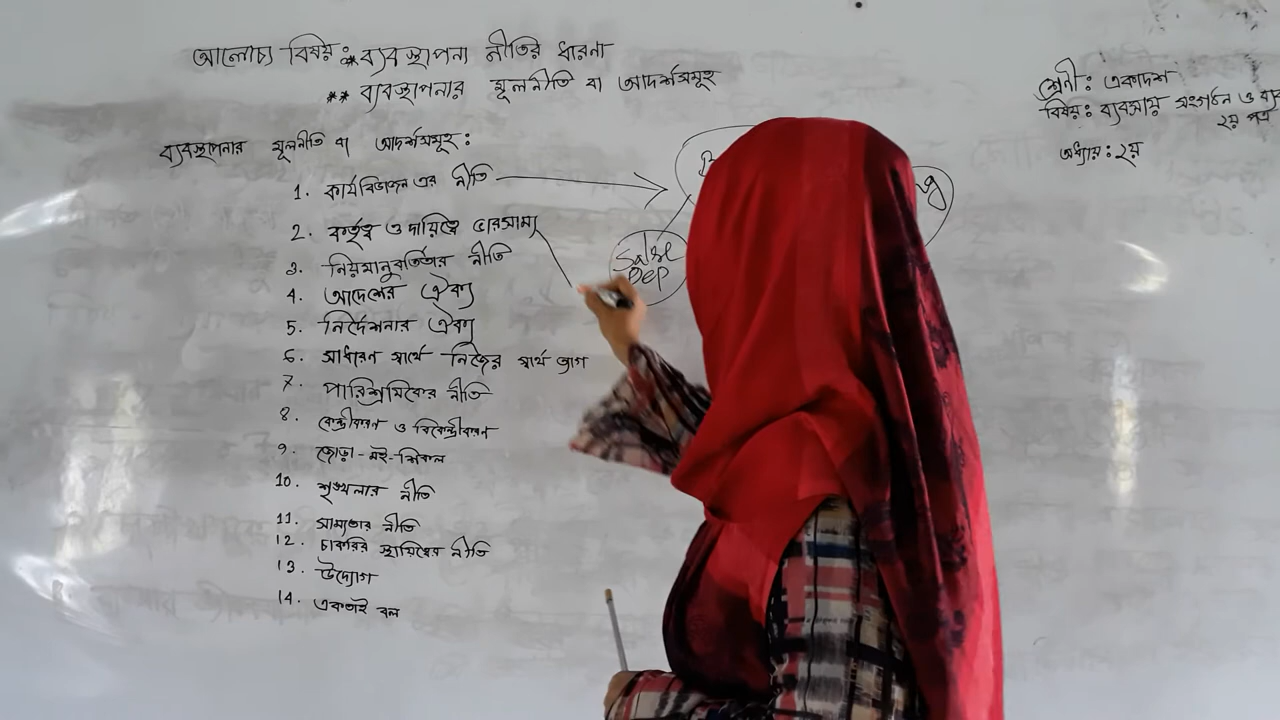 আলোচ্য বিষয়: * ব্যবস্থাপনা নীতির ধারনা
** ব্যবস্থাপনার মূলনীতি বা আদর্শসমূহ
শ্রেনী: একাদশ
বিষয়: ব্যবসায় সংগঠন ও ব্যব
২য় পত্র
অধ্যায়: ২য়
ব্যবস্থাপনার মূলনীতি বা আদর্শসমূহ:
1. কার্যবিভাজন এর নীতি
2. কর্তৃত্ব ও দায়িত্বে ভারসাম্য
3. নিয়মানুবর্তিতার নীতি
4. আদেশের ঐক্য
5. নির্দেশনার ঐক্য
6. সাধারণ স্বার্থে নিজের স্বার্থ ত্যাগ
7. পারিশ্রমিকের নীতি
8. কেন্দ্রীকরণ ও বিকেন্দ্রীকরণ
9. জোড়া-মই-শিকল
10. শৃঙ্খলার নীতি
11. সাম্যতার নীতি
12. চাকরির স্থায়িত্বের নীতি
13. উদ্যোগ
14. একতাই বল
Salse
Dep